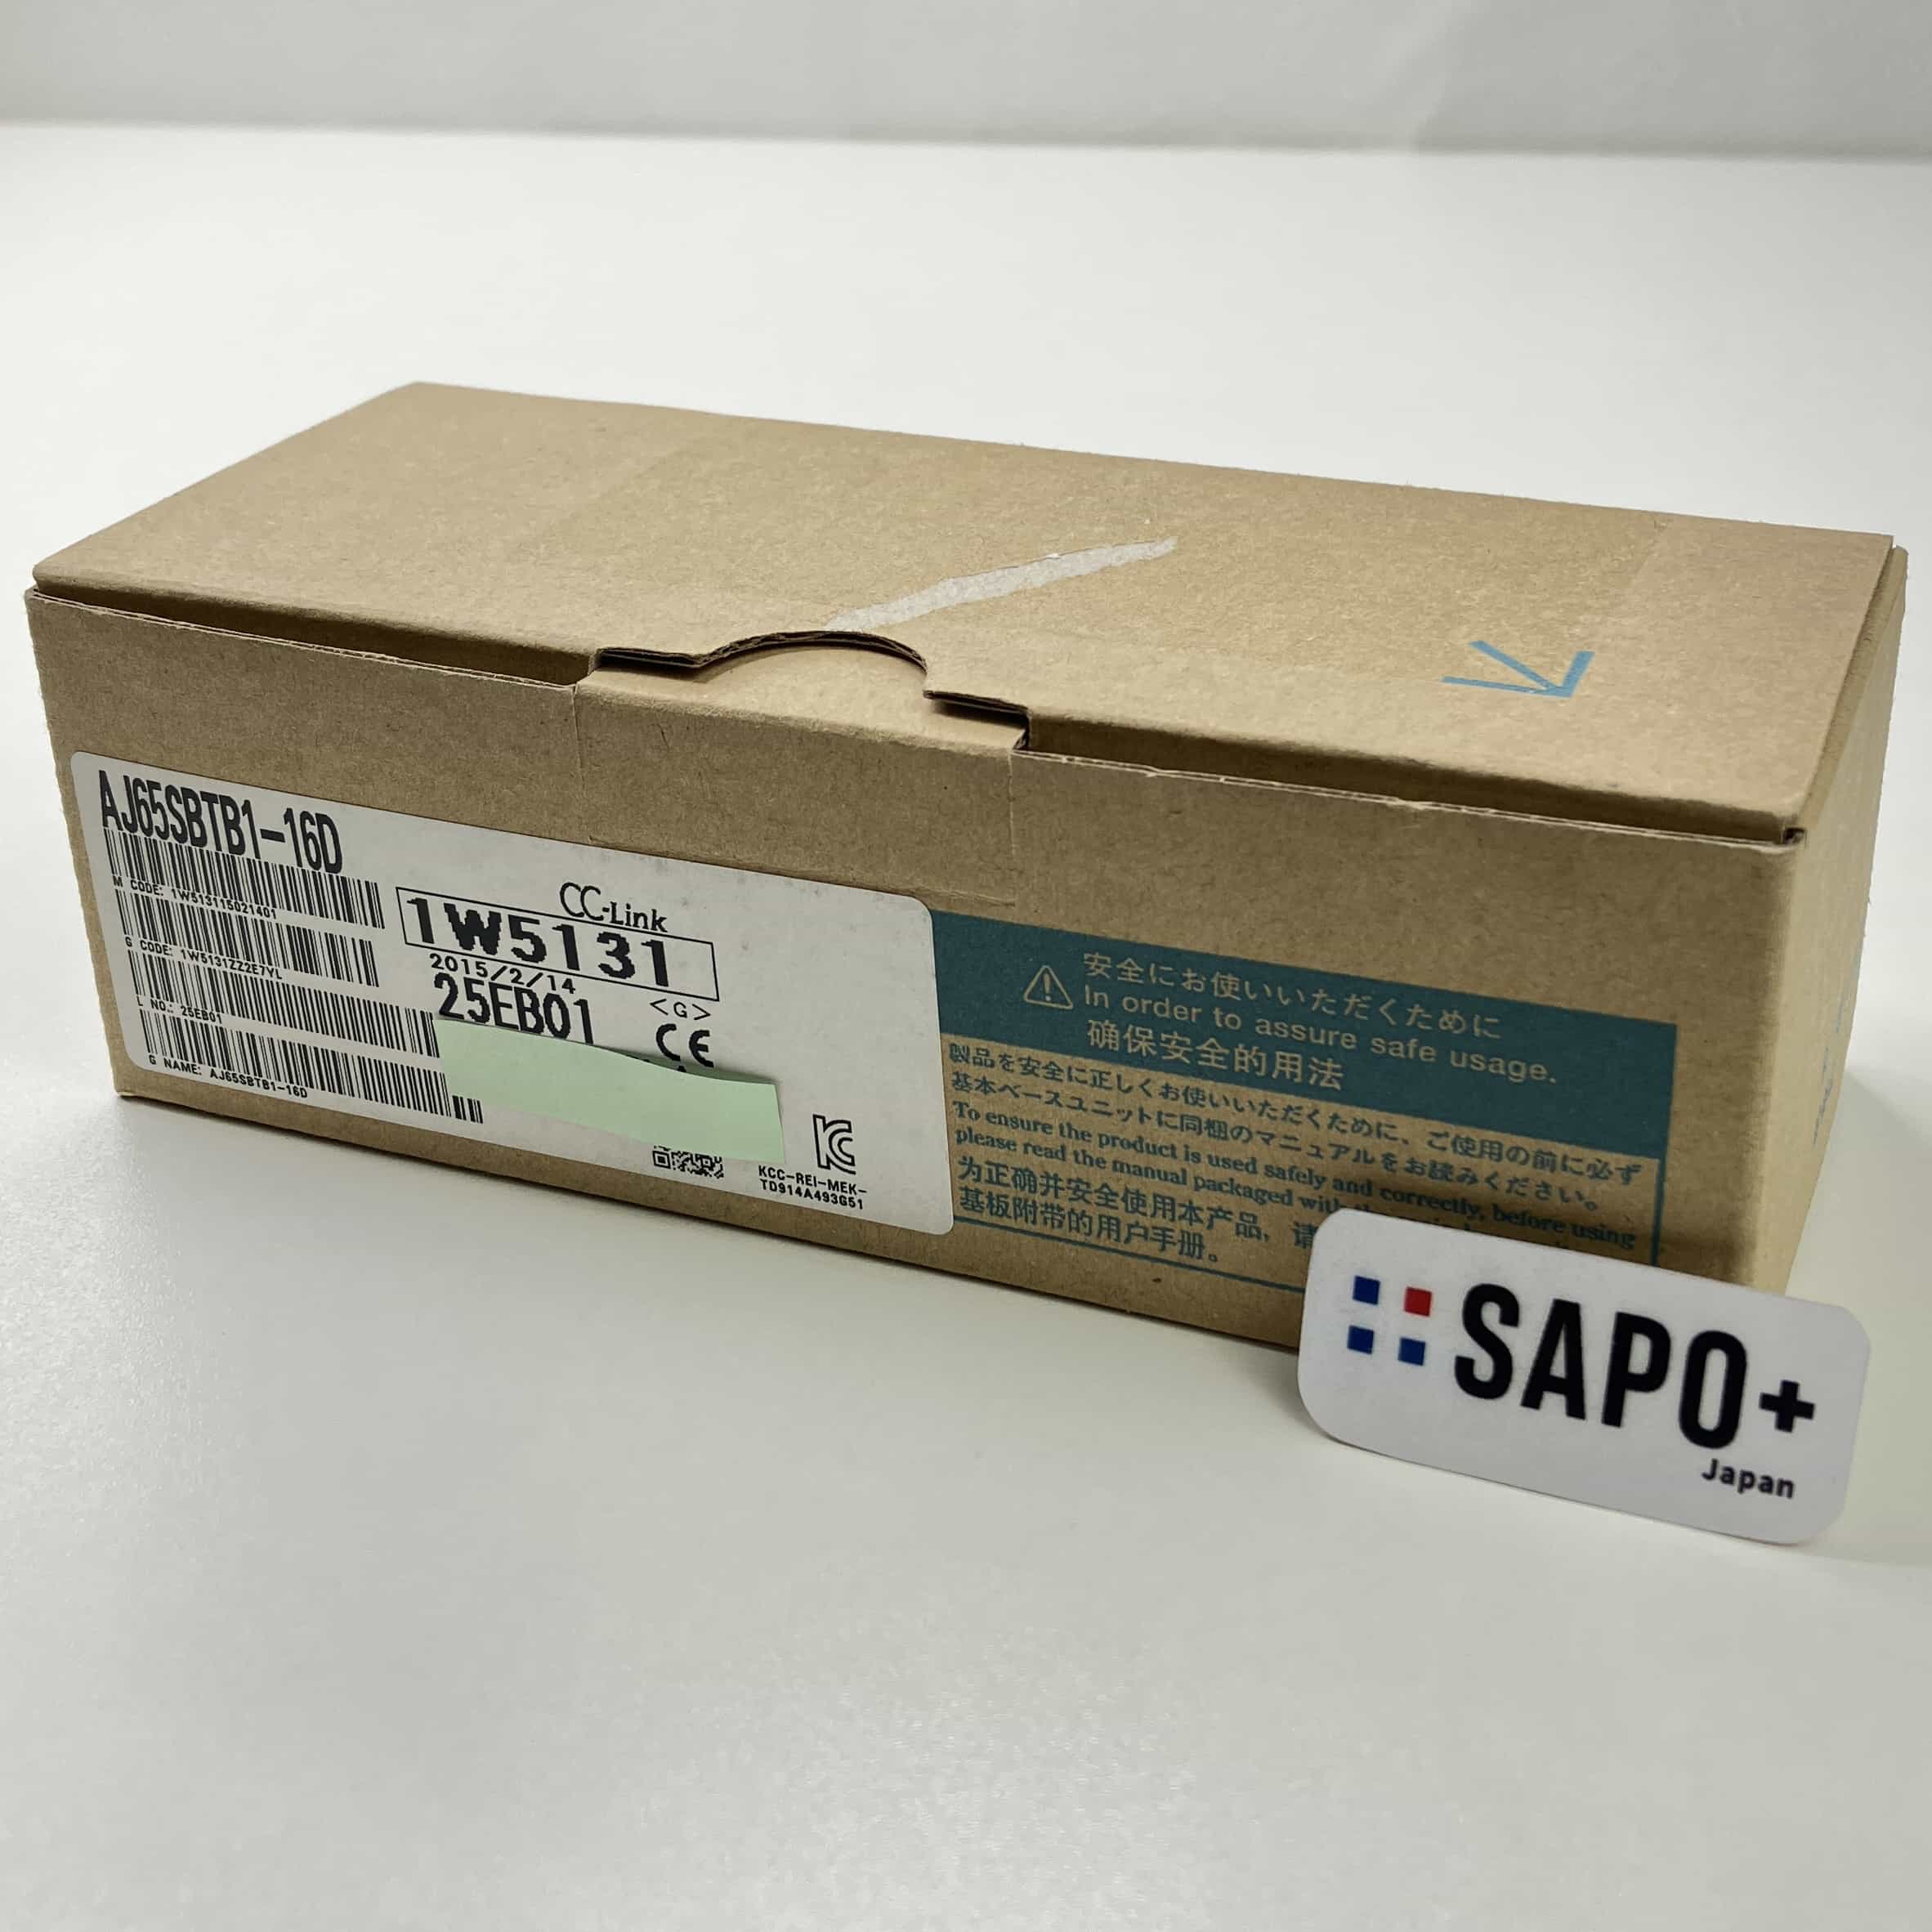 AJ65SBTB1-16D
M CODE: 1W513115021401
G CODE: 1W5131ZZ2E7YL
L NO.: 25EB01
G NAME: AJ65SBTB1-16D
CC-Link
1W5131
2015/2/14
25EB01
<G>
CE
KCC-REI-MEK-
TD914A493G51
安全にお使いいただくために
In order to assure safe usage.
确保安全的用法
製品を安全に正しくお使いいただくために、ご使用の前に必ず
基本ベースユニットに同梱のマニュアルをお読みください。
To ensure the product is used safely and correctly, before using
please read the manual packaged with
为正确并安全使用本产品，请
基板附带的用户手册。
SAPO+
Japan